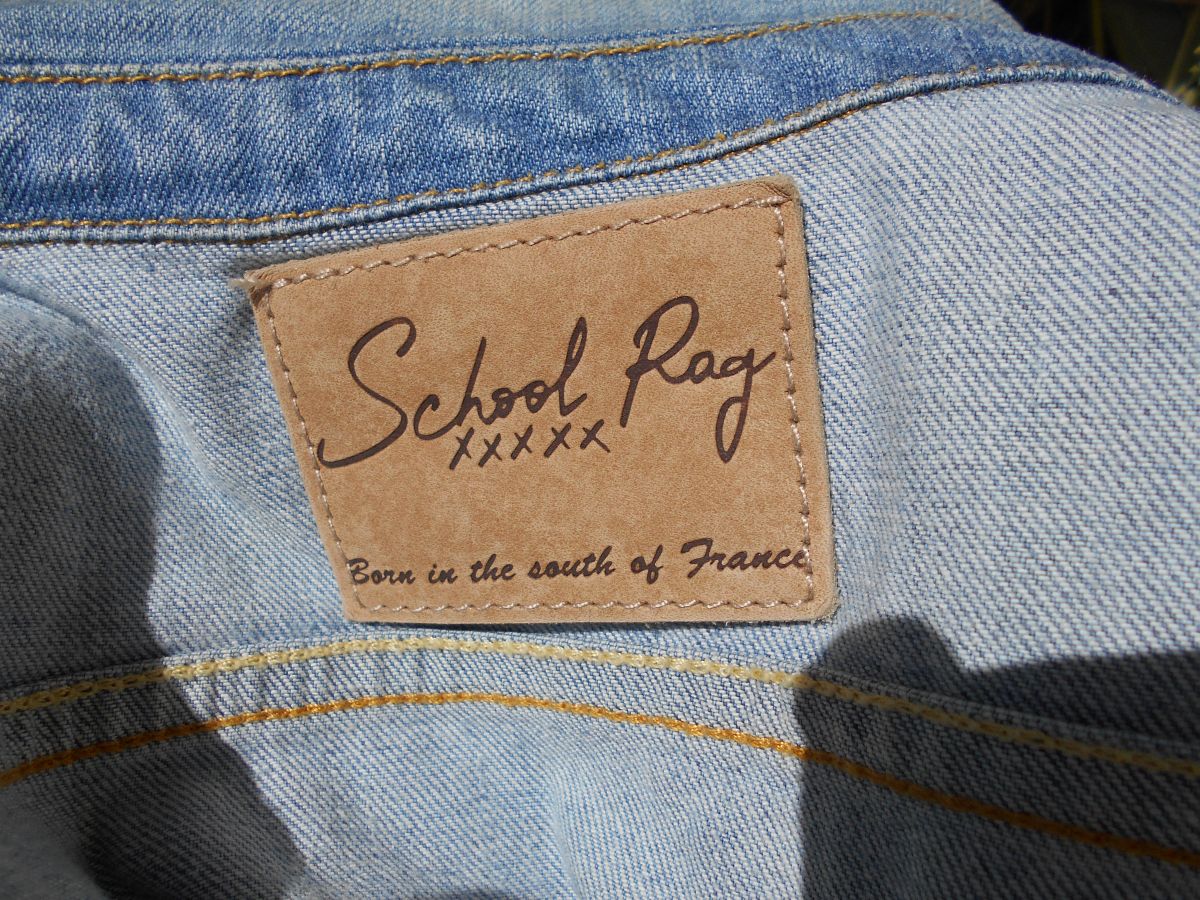 School Rag
xxxxx
Born in the south of France